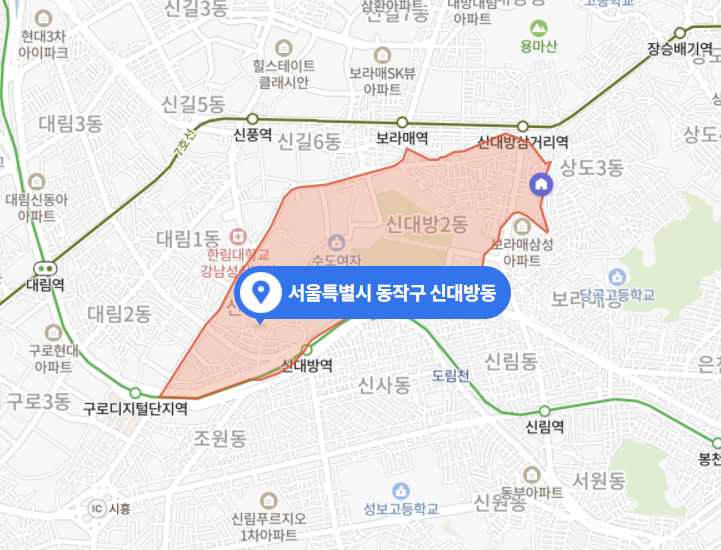 신길3동
신길7동
현대3차
아이파크
삼환아파트
대방대림
아파트
용마산
장승배기역
힐스테이트
클래시안
보라매SK뷰
아파트
신길5동
대림3동
7호선
신풍역
보라매역
신길6동
신대방삼거리역
상도3동
대림신동아
아파트
대림1동
한림대학교
강남성심
신대방2동
수도여자
보라매삼성
아파트
대림역
서울특별시 동작구 신대방동
당곡고등학교
보라매
대림2동
구로현대
아파트
신대방역
신림동
신사동
도림천
구로3동
구로디지털단지역
조원동
신림역
봉천
서원동
동부아파트
신원동
IC 시흥
신림푸르지오
1차아파트
성보고등학교